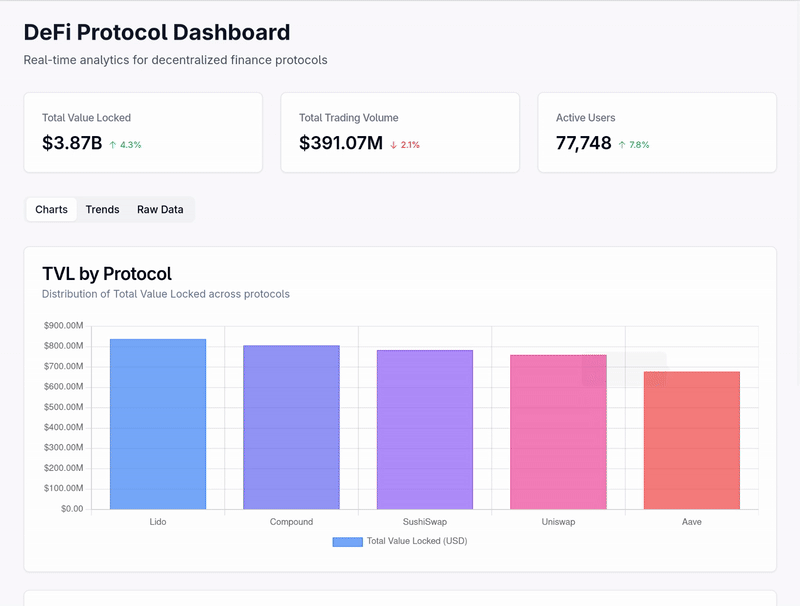 DeFi Protocol Dashboard
Real-time analytics for decentralized finance protocols
Total Value Locked
$3.87B ↑ 4.3%
Total Trading Volume
$391.07M ↓ 2.1%
Active Users
77,748 ↑ 7.8%
Charts Trends Raw Data
TVL by Protocol
Distribution of Total Value Locked across protocols
$900.00M
$800.00M
$700.00M
$600.00M
$500.00M
$400.00M
$300.00M
$200.00M
$100.00M
$0.00
Lido Compound SushiSwap Uniswap Aave
Total Value Locked (USD)